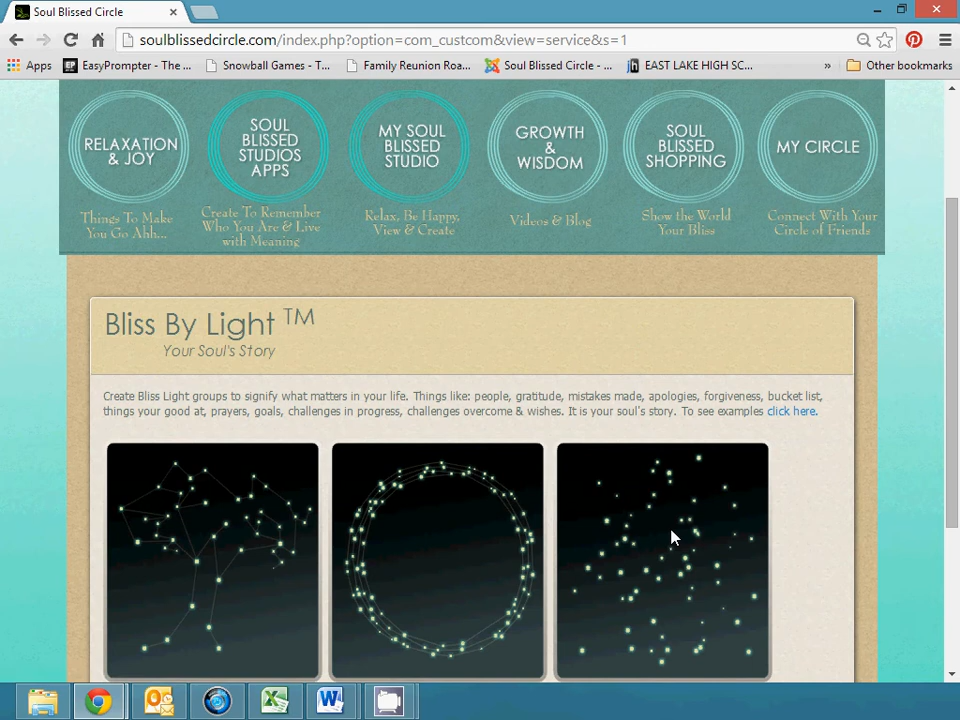 Soul Blissed Circle
soulblissedcircle.com/index.php?option=com_custcom&view=service&s=1
Apps EasyPrompter - The ... Snowball Games - T... Family Reunion Roa... Soul Blissed Circle - ... EAST LAKE HIGH SC... » Other bookmarks
RELAXATION
& JOY
Things To Make
You Go Ahh...
SOUL
BLISSED
STUDIOS
APPS
Create To Remember
Who You Are & Live
with Meaning
MY SOUL
BLISSED
STUDIO
Relax, Be Happy,
View & Create
GROWTH
&
WISDOM
Videos & Blog
SOUL
BLISSED
SHOPPING
Show the World
Your Bliss
MY CIRCLE
Connect With Your
Circle of Friends
Bliss By Light TM
Your Soul's Story
Create Bliss Light groups to signify what matters in your life. Things like: people, gratitude, mistakes made, apologies, forgiveness, bucket list,
things your good at, prayers, goals, challenges in progress, challenges overcome & wishes. It is your soul's story. To see examples click here.